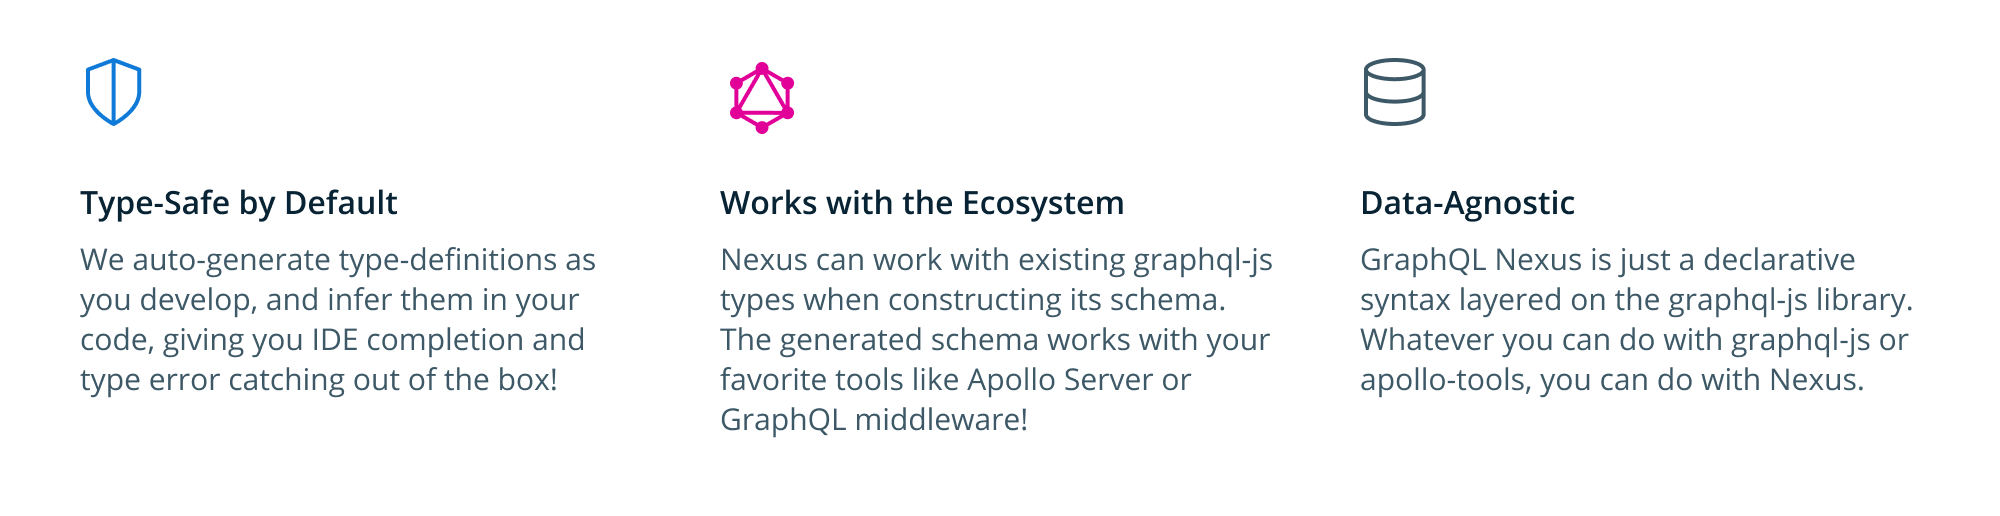 Type-Safe by Default
We auto-generate type-definitions as
you develop, and infer them in your
code, giving you IDE completion and
type error catching out of the box!
Works with the Ecosystem
Nexus can work with existing graphql-js
types when constructing its schema.
The generated schema works with your
favorite tools like Apollo Server or
GraphQL middleware!
Data-Agnostic
GraphQL Nexus is just a declarative
syntax layered on the graphql-js library.
Whatever you can do with graphql-js or
apollo-tools, you can do with Nexus.